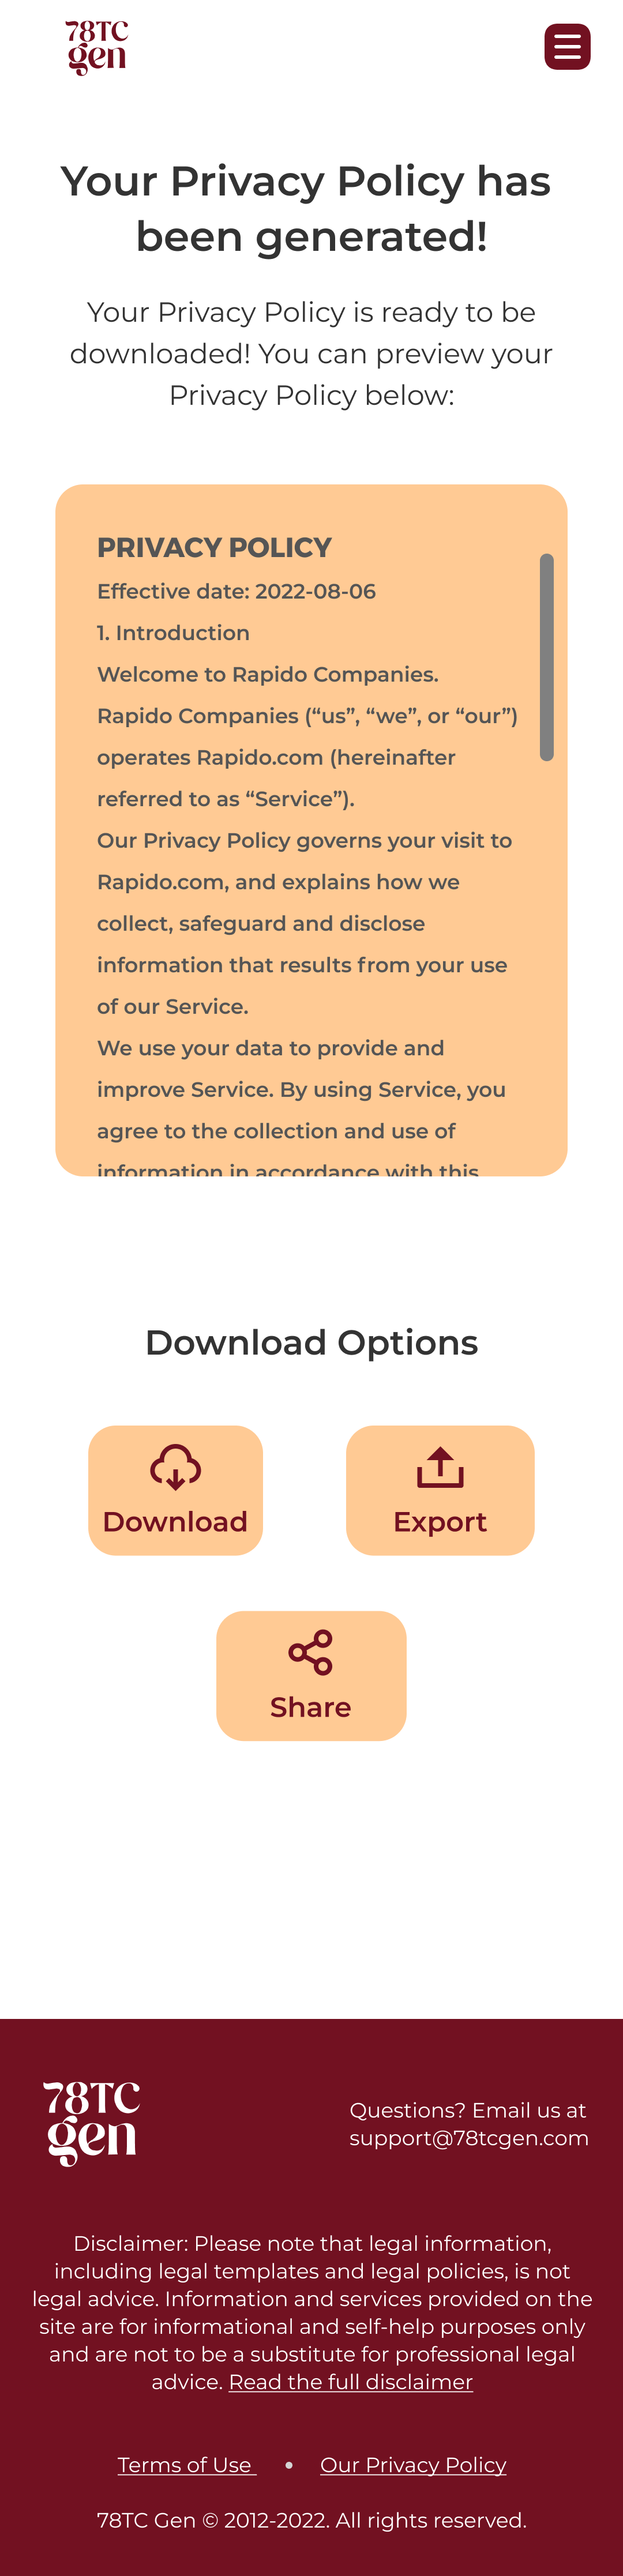 78TC
gen
Your Privacy Policy has
been generated!
Your Privacy Policy is ready to be
downloaded! You can preview your
Privacy Policy below:
PRIVACY POLICY
Effective date: 2022-08-06
1. Introduction
Welcome to Rapido Companies.
Rapido Companies (“us”, “we”, or “our”)
operates Rapido.com (hereinafter
referred to as “Service”).
Our Privacy Policy governs your visit to
Rapido.com, and explains how we
collect, safeguard and disclose
information that results from your use
of our Service.
We use your data to provide and
improve Service. By using Service, you
agree to the collection and use of
information in accordance with this
Download Options
Download
Export
Share
78TC
gen
Questions? Email us at
support@78tcgen.com
Disclaimer: Please note that legal information,
including legal templates and legal policies, is not
legal advice. Information and services provided on the
site are for informational and self-help purposes only
and are not to be a substitute for professional legal
advice. Read the full disclaimer
Terms of Use • Our Privacy Policy
78TC Gen © 2012-2022. All rights reserved.